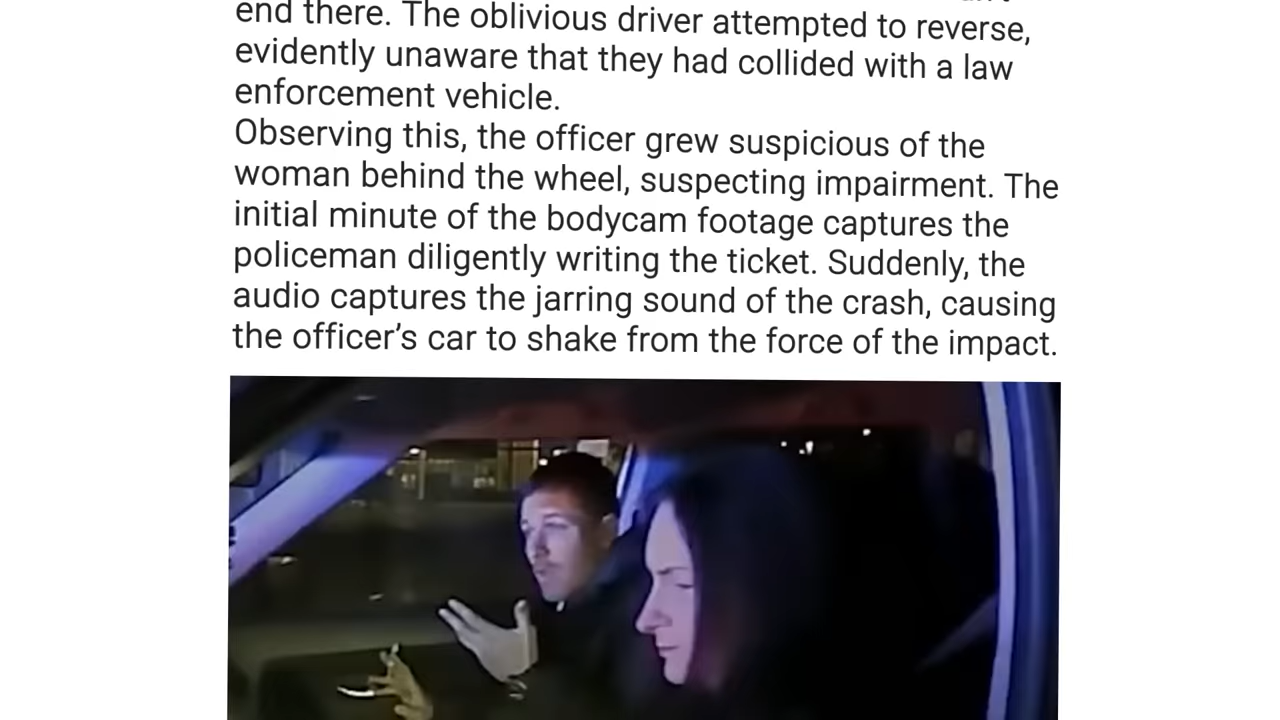 end there. The oblivious driver attempted to reverse,
evidently unaware that they had collided with a law
enforcement vehicle.
Observing this, the officer grew suspicious of the
woman behind the wheel, suspecting impairment. The
initial minute of the bodycam footage captures the
policeman diligently writing the ticket. Suddenly, the
audio captures the jarring sound of the crash, causing
the officer’s car to shake from the force of the impact.